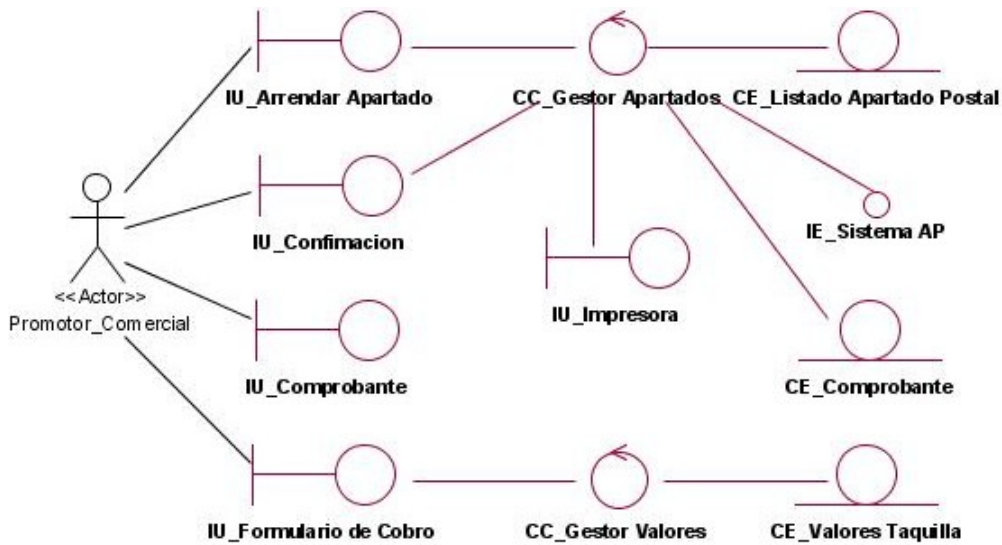 IU_Arrendar Apartado
CC_Gestor Apartados
CE_Listado Apartado Postal
IU_Confimacion
IE_Sistema AP
<<Actor>>
Promotor_Comercial
IU_Impresora
IU_Comprobante
CE_Comprobante
IU_Formulario de Cobro
CC_Gestor Valores
CE_Valores Taquilla